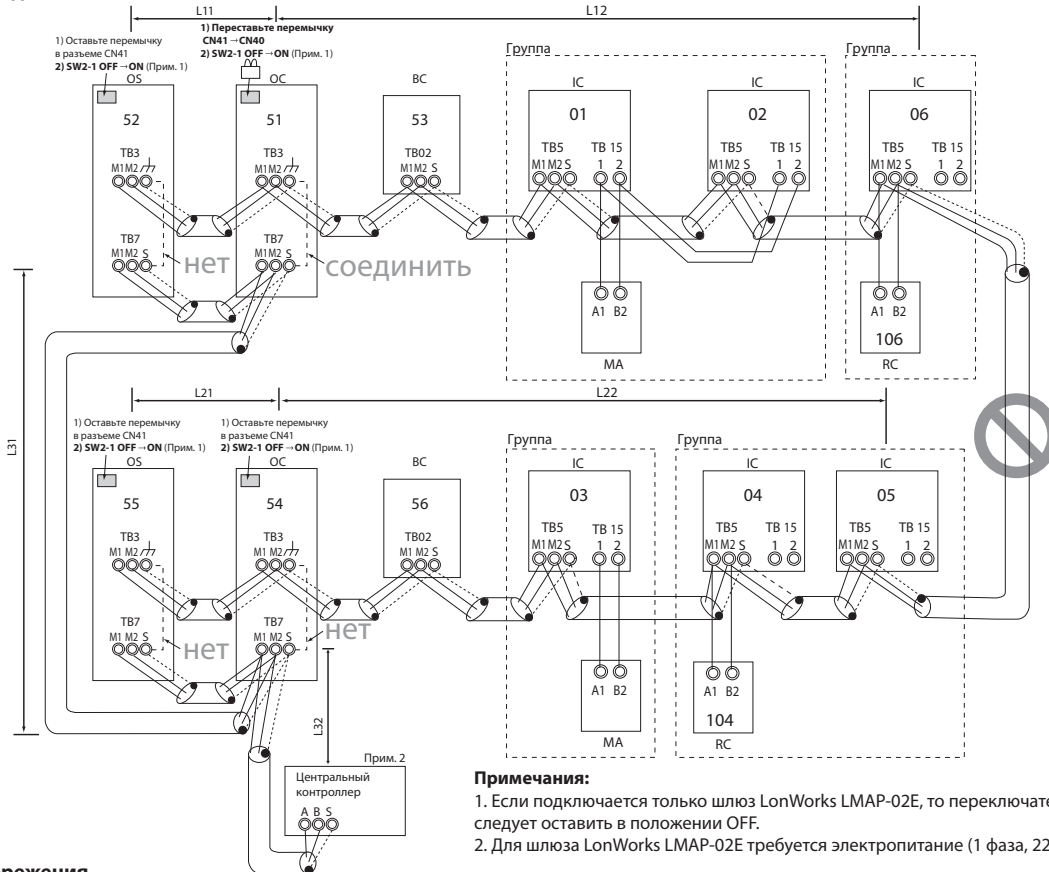 L11
L12
1) Оставьте перемычку
в разъеме CN41
2) SW2-1 OFF→ON (Прим. 1)
OS
1) Переставьте перемычку
CN41→CN40
2) SW2-1 OFF→ON (Прим. 1)
OC
BC
Группа
IC
IC
Группа
IC
52
51
53
01
02
06
TB3
M1M2
TB3
M1M2
TB02
M1M2 S
TB5
M1M2 S
TB 15
1 2
TB5
M1M2 S
TB 15
1 2
TB5
M1M2 S
TB 15
1 2
TB7
M1M2 S
нет
TB7
M1M2 S
соединить
A1 B2
MA
A1 B2
106
RC
L31
L21
L22
1) Оставьте перемычку
в разъеме CN41
2) SW2-1 OFF→ON (Прим. 1)
OS
1) Оставьте перемычку
в разъеме CN41
2) SW2-1 OFF→ON (Прим. 1)
OC
BC
Группа
IC
Группа
IC
IC
55
54
56
03
04
05
TB3
M1 M2
TB3
M1 M2
TB02
M1 M2 S
TB5
M1M2 S
TB 15
1 2
TB5
M1M2 S
TB 15
1 2
TB5
M1M2 S
TB 15
1 2
TB7
M1 M2 S
нет
TB7
M1 M2 S
нет
A1 B2
MA
A1 B2
104
RC
L32
Прим. 2
Центральный
контроллер
A B S
Примечания:
1. Если подключается только шлюз LonWorks LMAP-02E, то переключате
следует оставить в положении OFF.
2. Для шлюза LonWorks LMAP-02E требуется электропитание (1 фаза, 22